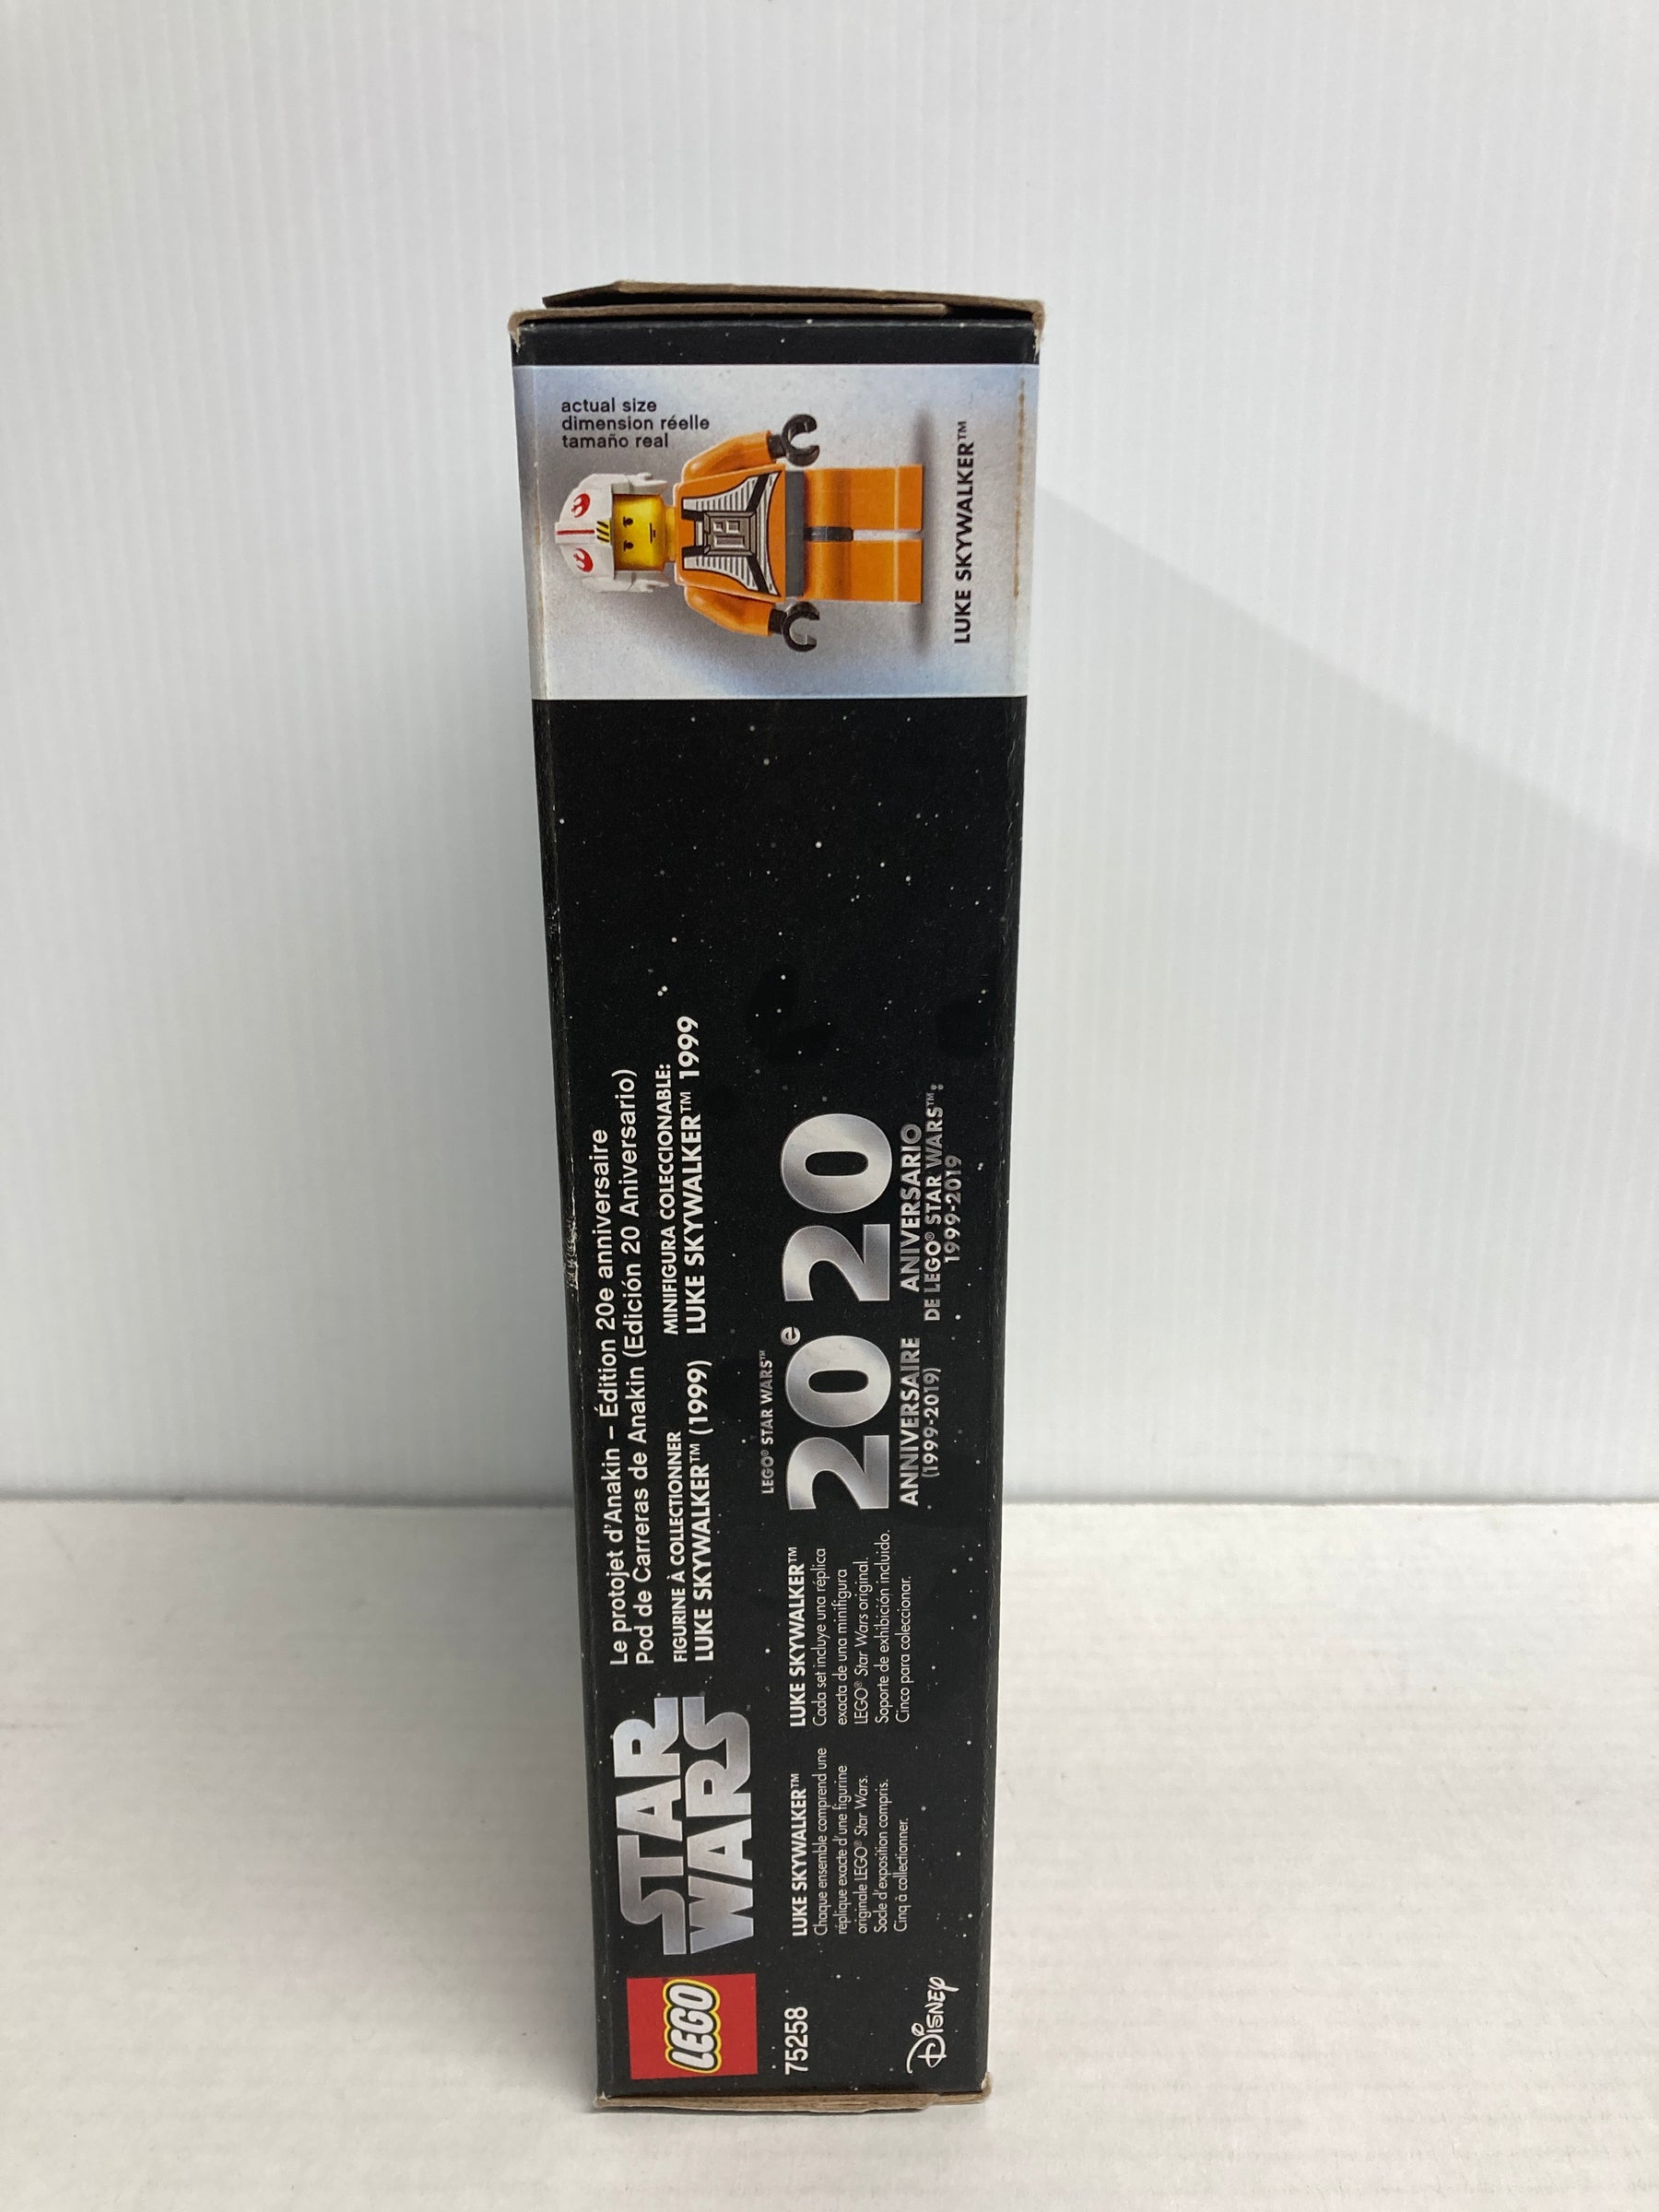 LEGO
STAR
WARS
Le protojet d'Anakin – Édition 20e anniversaire
Pod de Carreras de Anakin (Edición 20 Aniversario)
FIGURINE À COLLECTIONNER
LUKE SKYWALKER™ (1999)
MINIFIGURA COLECCIONABLE:
LUKE SKYWALKER™ 1999
75258
Disney
LUKE SKYWALKER™
Chaque ensemble comprend une
réplique exacte d'une figurine
originale LEGO® Star Wars.
Socle d'exposition compris.
Cinq à collectionner.
LUKE SKYWALKER™
Cada set incluye una réplica
exacta de una minifigura
LEGO® Star Wars original.
Soporte de exhibición incluido.
Cinco para coleccionar.
LEGO® STAR WARS™
20e
ANNIVERSAIRE
(1999-2019)
20
ANIVERSARIO
DE LEGO® STAR WARS™:
1999-2019
actual size
dimension réelle
tamaño real
LUKE SKYWALKER™